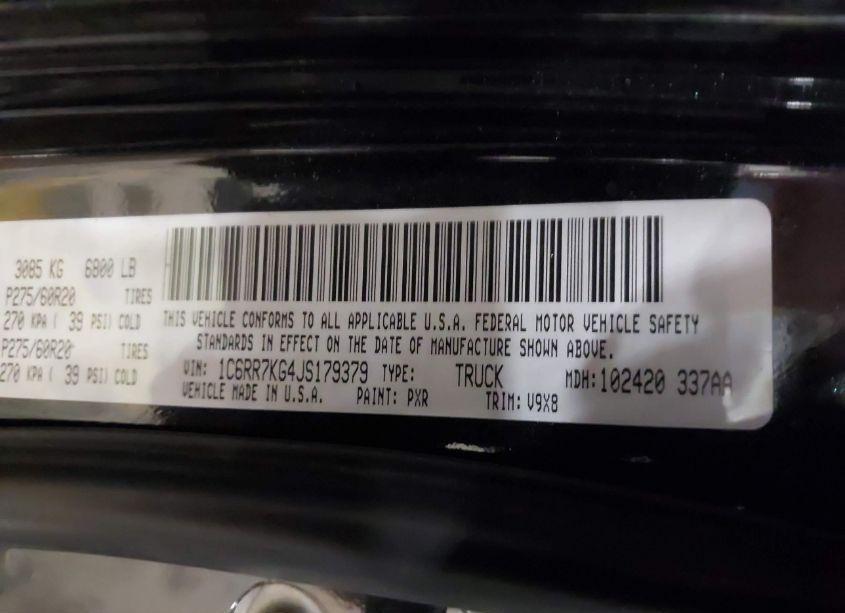 3085 KG 6800 LB
P275/60R20 TIRES
270 KPA ( 39 PSI) COLD
P275/60R20 TIRES
270 KPA ( 39 PSI) COLD
THIS VEHICLE CONFORMS TO ALL APPLICABLE U.S.A. FEDERAL MOTOR VEHICLE SAFETY
STANDARDS IN EFFECT ON THE DATE OF MANUFACTURE SHOWN ABOVE.
VIN: 1C6RR7KG4JS179379 TYPE: TRUCK MDH:102420 337AA
VEHICLE MADE IN U.S.A. PAINT: PXR TRIM: V9X8